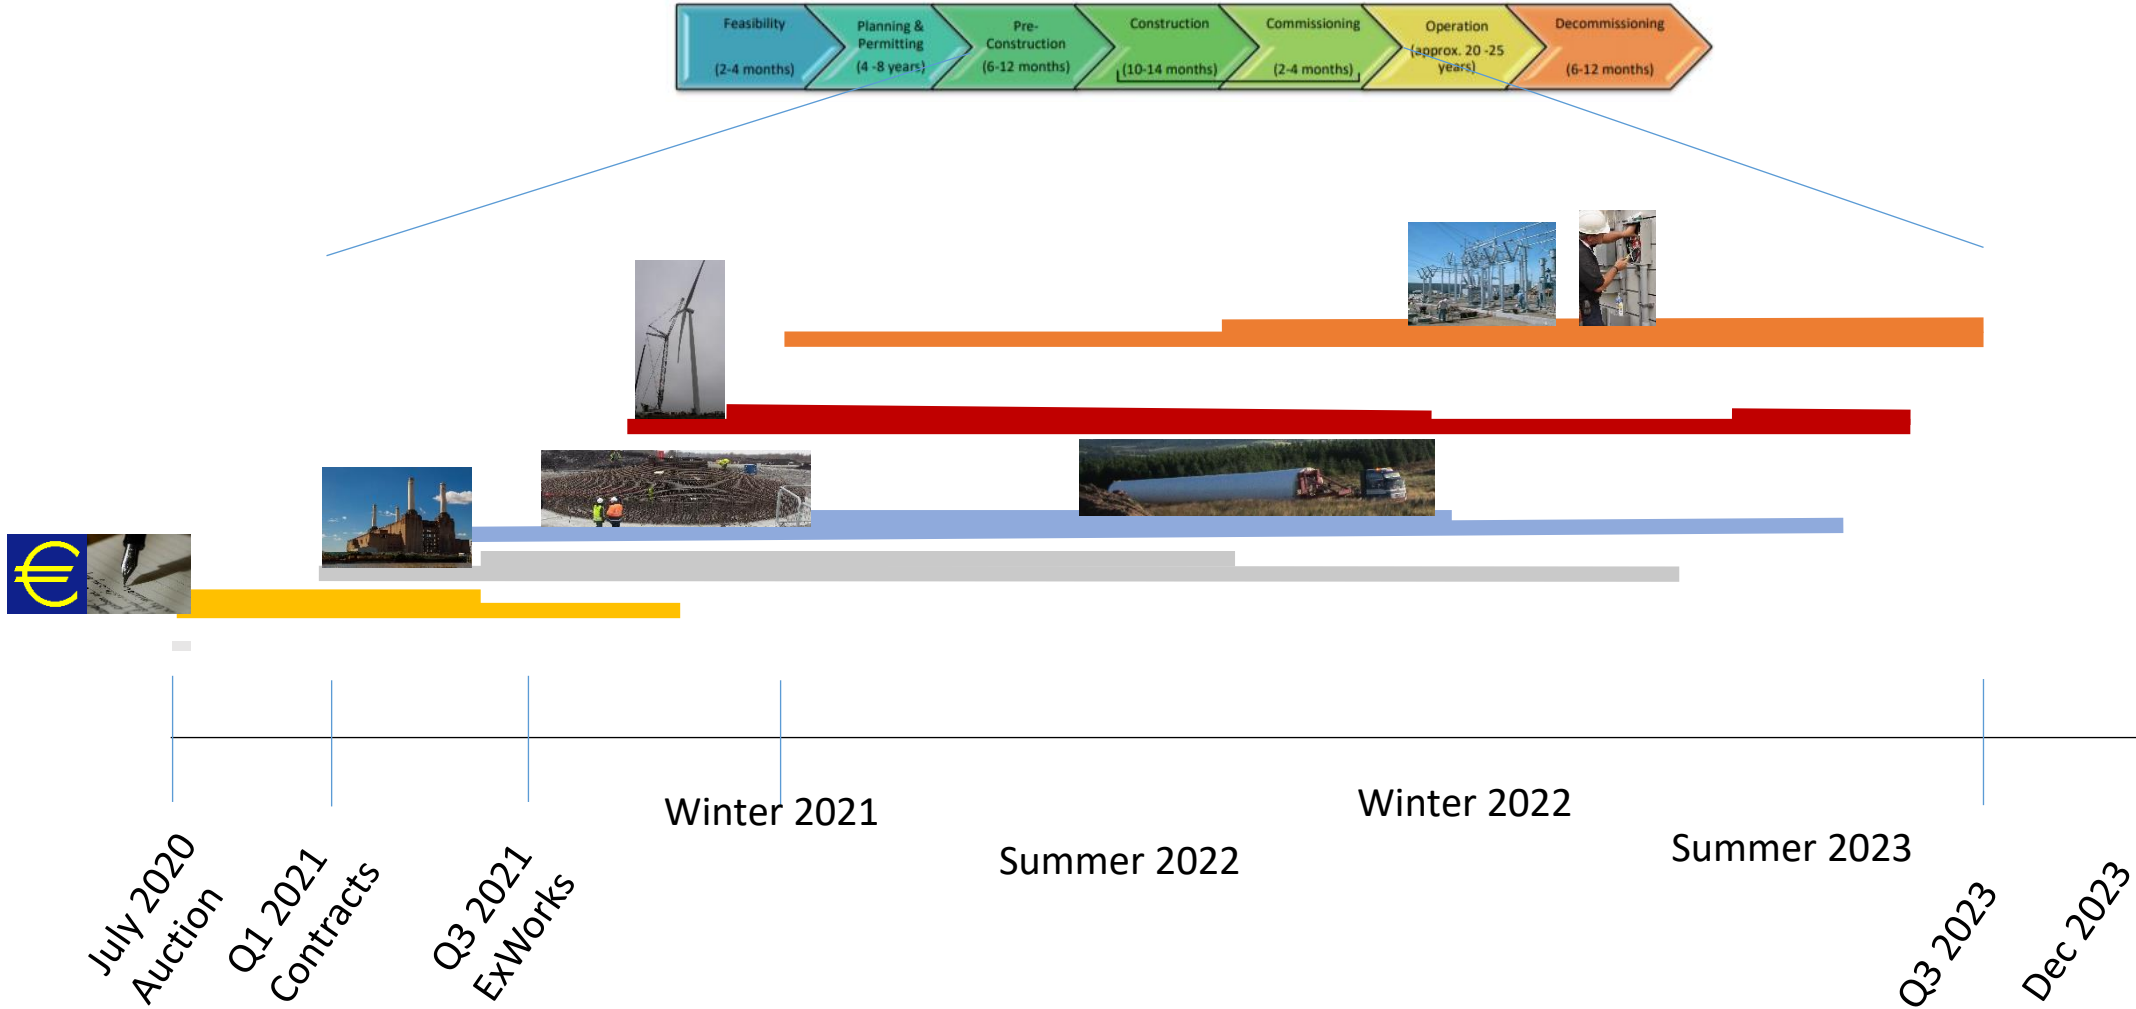 Feasibility
(2-4 months)
Planning &
Permitting
(4 -8 years)
Pre-
Construction
(6-12 months)
Construction
(10-14 months)
Commissioning
(2-4 months)
Operation
(approx. 20 -25
years)
Decommissioning
(6-12 months)
Winter 2021
Summer 2022
Winter 2022
Summer 2023
July 2020
Auction
Q1 2021
Contracts
Q3 2021
ExWorks
Q3 2023
Dec 2023